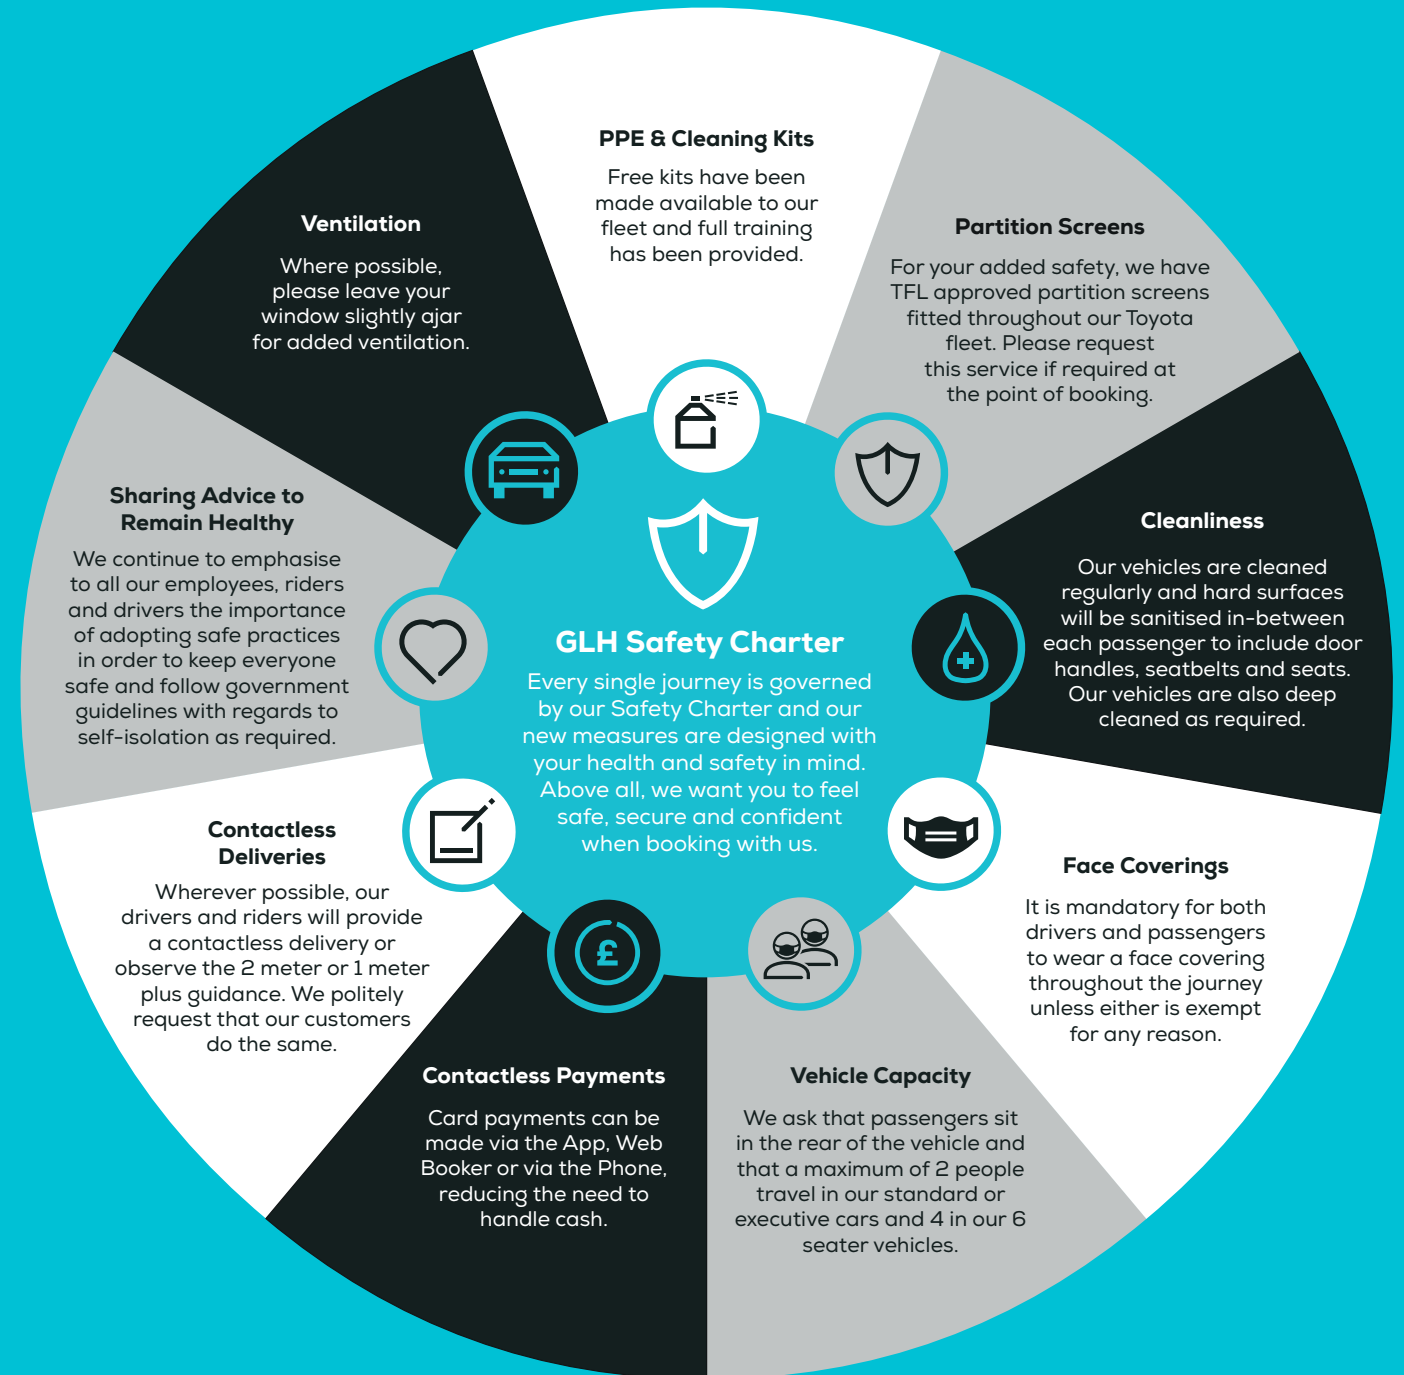 PPE & Cleaning Kits
Free kits have been
made available to our
fleet and full training
has been provided.
Partition Screens
For your added safety, we have
TFL approved partition screens
fitted throughout our Toyota
fleet. Please request
this service if required at
the point of booking.
Cleanliness
Our vehicles are cleaned
regularly and hard surfaces
will be sanitised in-between
each passenger to include door
handles, seatbelts and seats.
Our vehicles are also deep
cleaned as required.
Face Coverings
It is mandatory for both
drivers and passengers
to wear a face covering
throughout the journey
unless either is exempt
for any reason.
Vehicle Capacity
We ask that passengers sit
in the rear of the vehicle and
that a maximum of 2 people
travel in our standard or
executive cars and 4 in our 6
seater vehicles.
Contactless Payments
Card payments can be
made via the App, Web
Booker or via the Phone,
reducing the need to
handle cash.
Contactless
Deliveries
Wherever possible, our
drivers and riders will provide
a contactless delivery or
observe the 2 meter or 1 meter
plus guidance. We politely
request that our customers
do the same.
Sharing Advice to
Remain Healthy
We continue to emphasise
to all our employees, riders
and drivers the importance
of adopting safe practices
in order to keep everyone
safe and follow government
guidelines with regards to
self-isolation as required.
Ventilation
Where possible,
please leave your
window slightly ajar
for added ventilation.
GLH Safety Charter
Every single journey is governed
by our Safety Charter and our
new measures are designed with
your health and safety in mind.
Above all, we want you to feel
safe, secure and confident
when booking with us.
£